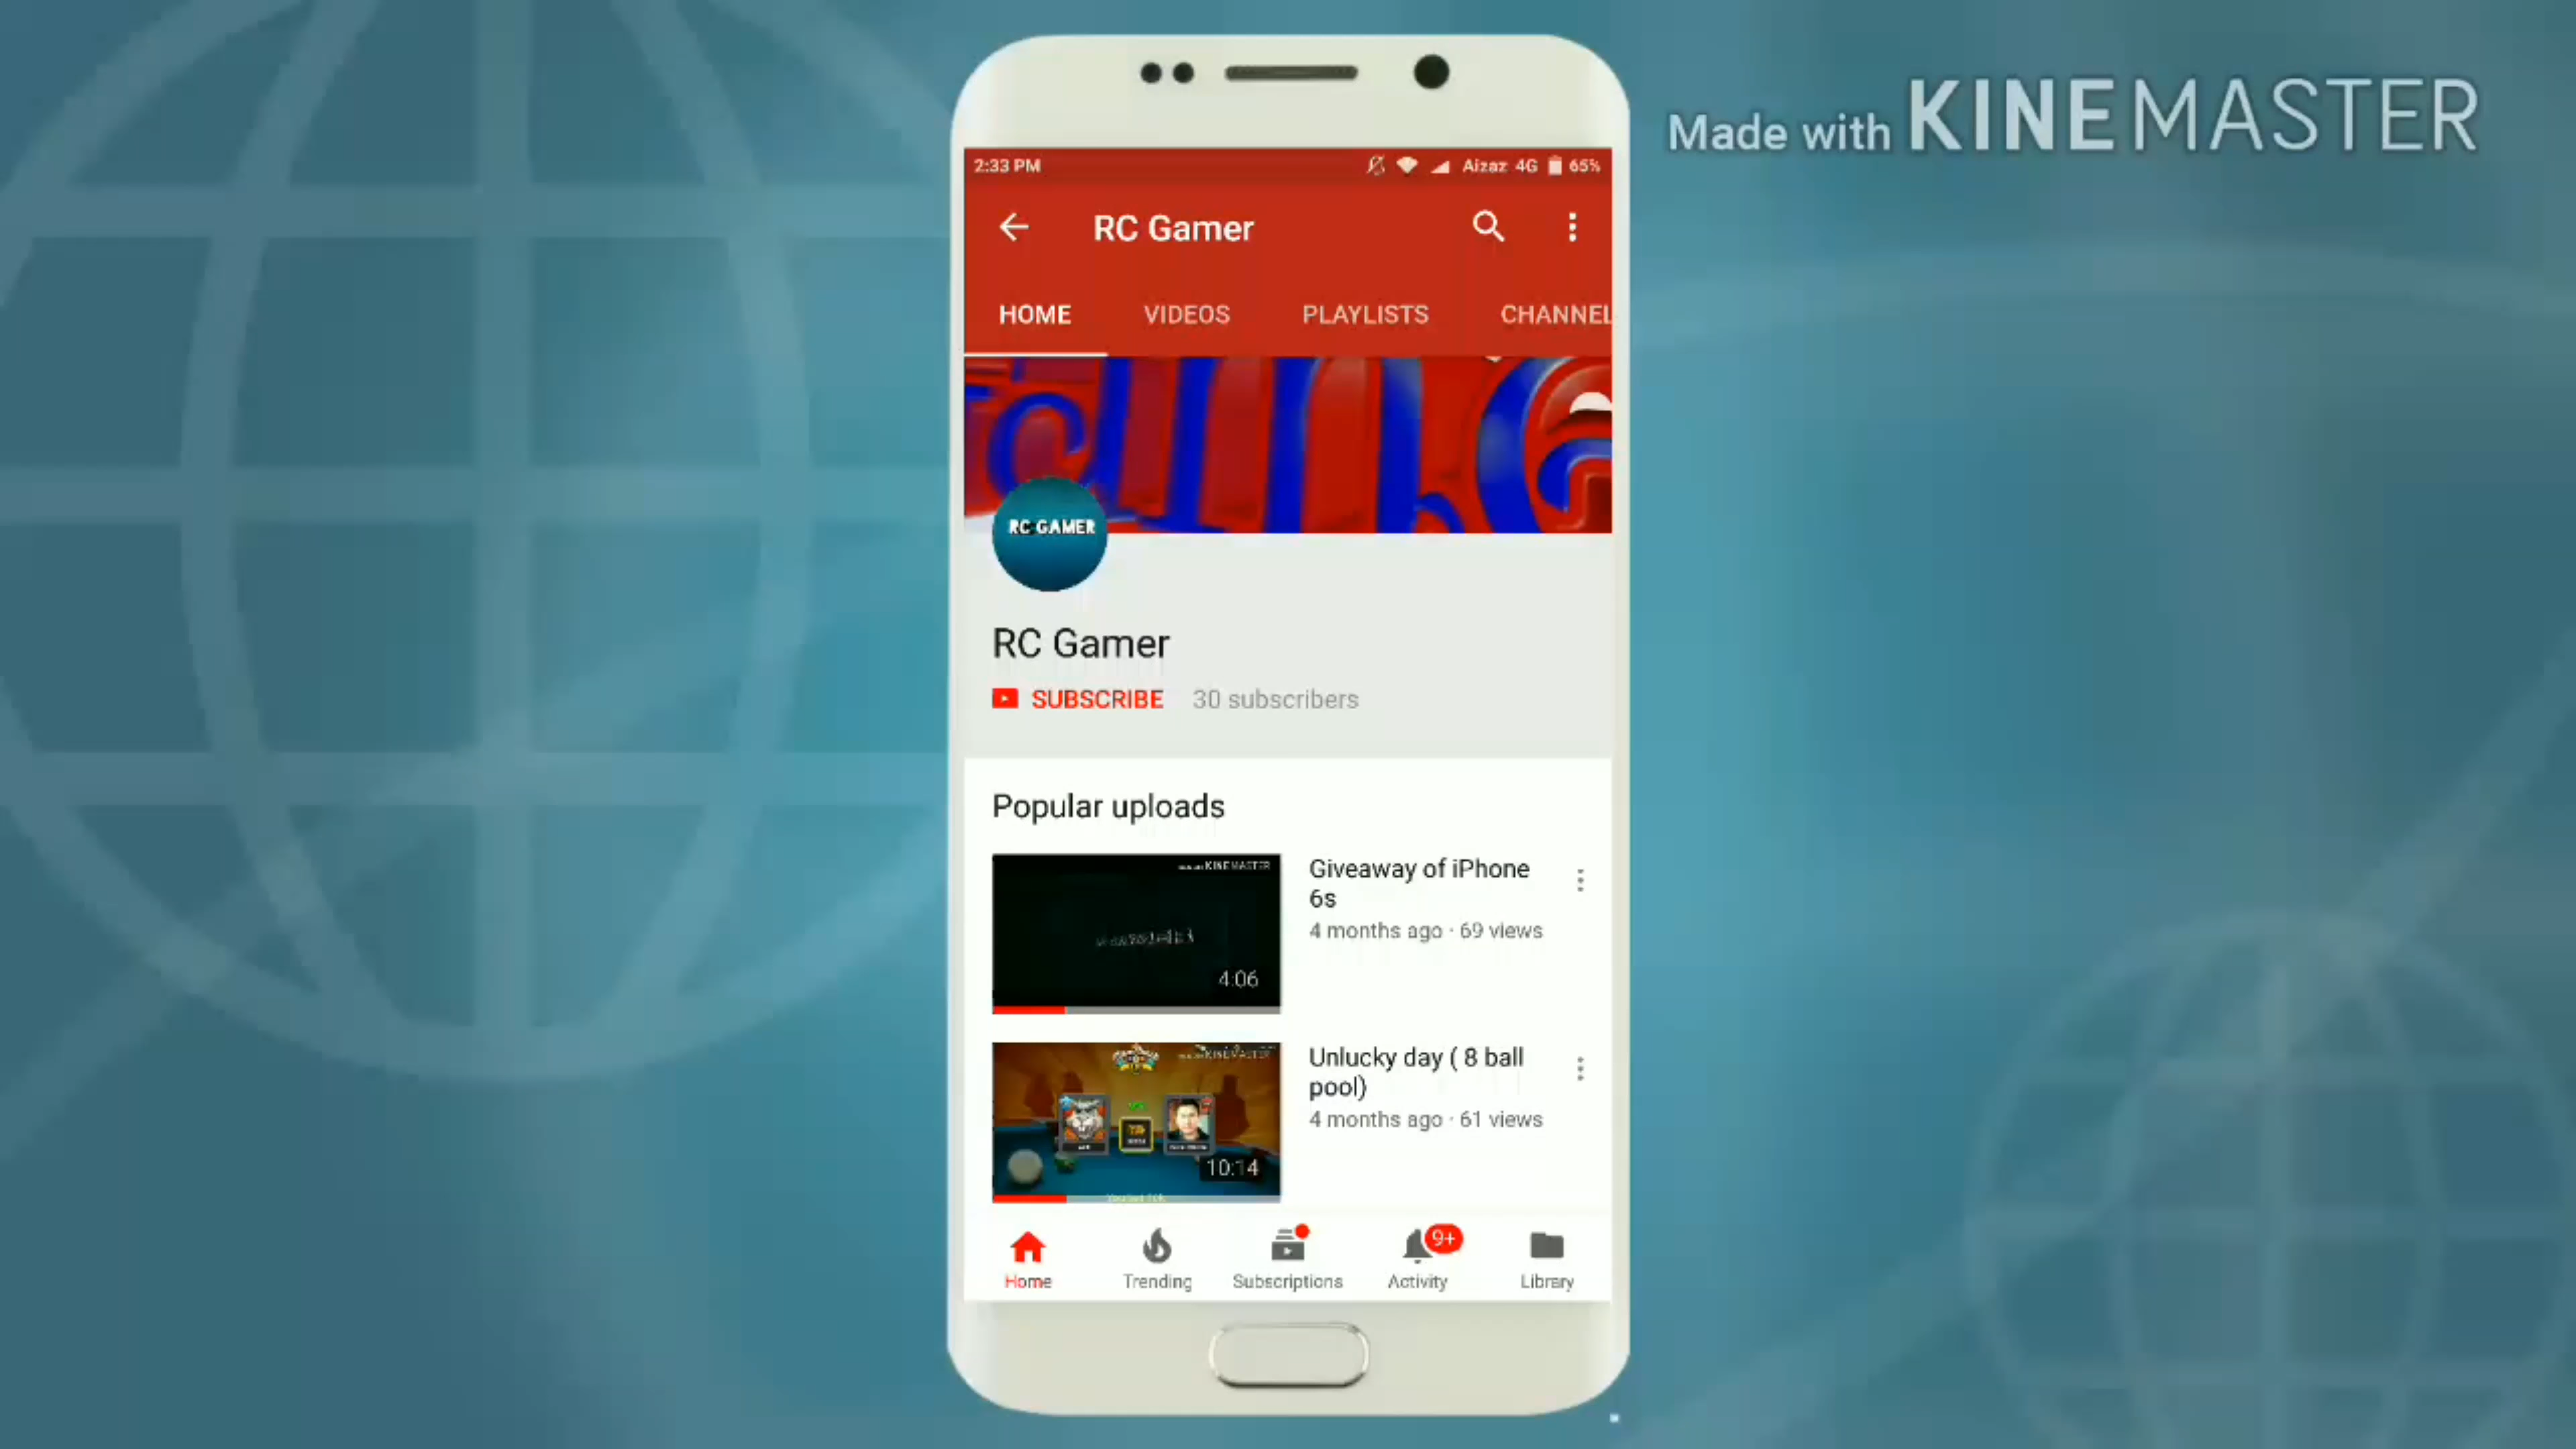 Made with KINEMASTER
2:33 PM
Aizaz 4G 65%
RC Gamer
HOME VIDEOS PLAYLISTS CHANNEL
RC GAMER
RC Gamer
SUBSCRIBE 30 subscribers
Popular uploads
KINEMASTER
4:06
Giveaway of iPhone
6s
4 months ago · 69 views
KINEMASTER
10:14
Unlucky day ( 8 ball
pool)
4 months ago · 61 views
9+
Home Trending Subscriptions Activity Library